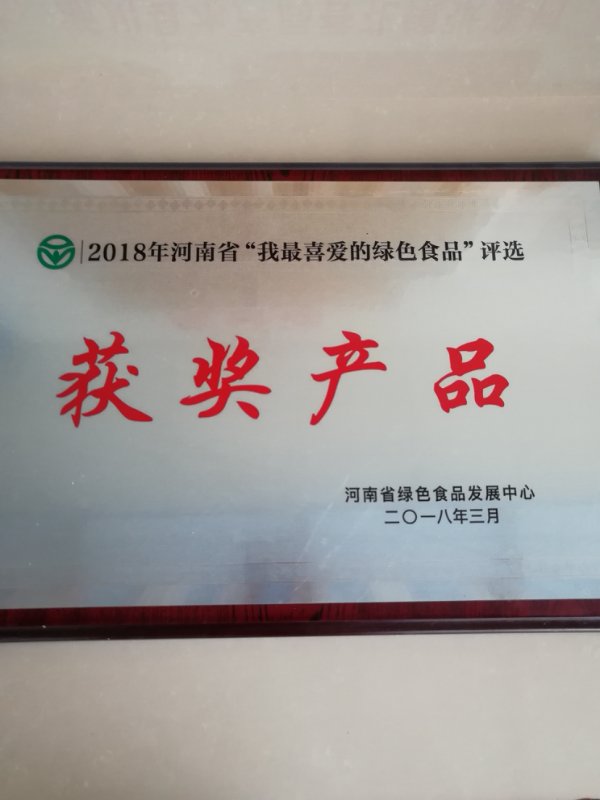 2018年河南省“我最喜爱的绿色食品”评选
获奖产品
河南省绿色食品发展中心
二〇一八年三月